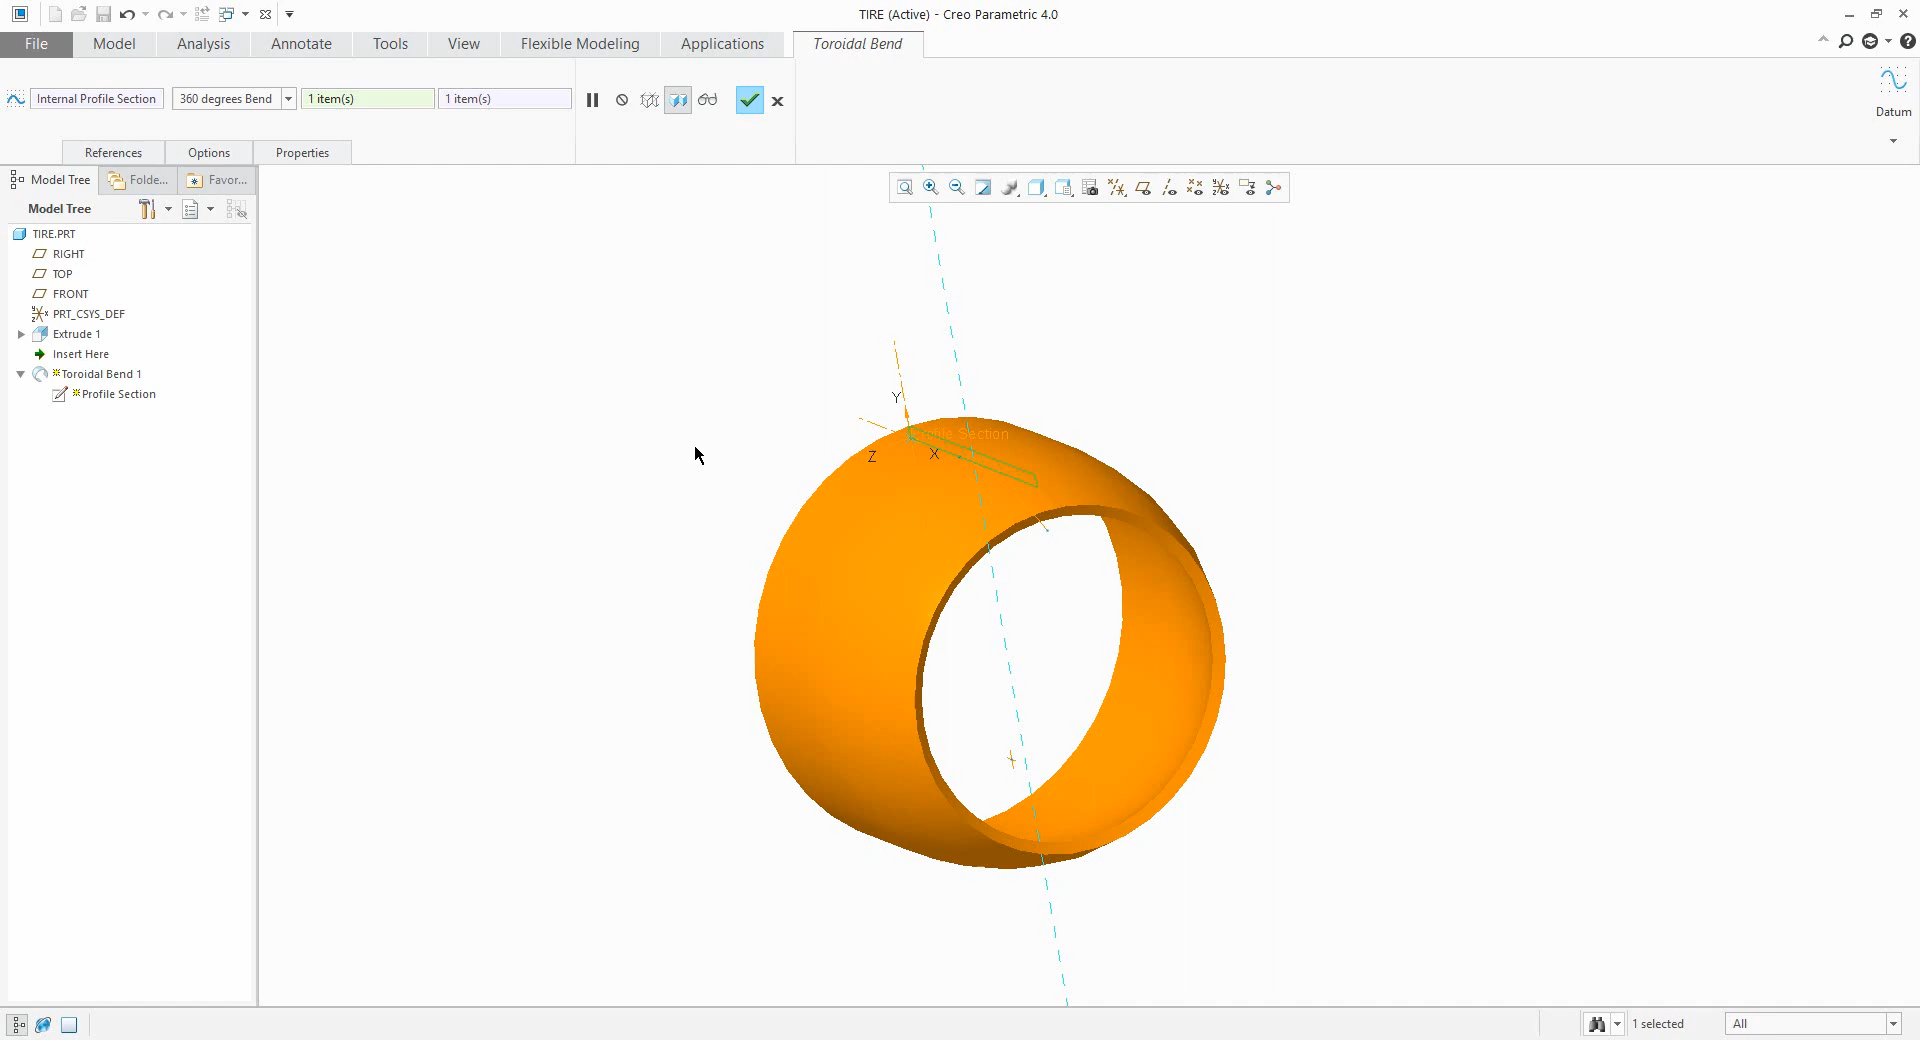 TIRE (Active) - Creo Parametric 4.0
File Model Analysis Annotate Tools View Flexible Modeling Applications Toroidal Bend
Internal Profile Section 360 degrees Bend 1 item(s) 1 item(s)
Datum
References Options Properties
Model Tree Folde... Favor...
Model Tree
TIRE.PRT
RIGHT
TOP
FRONT
PRT_CSYS_DEF
Extrude 1
Insert Here
Toroidal Bend 1
Profile Section
Y
Profile Section
Z X
1 selected All